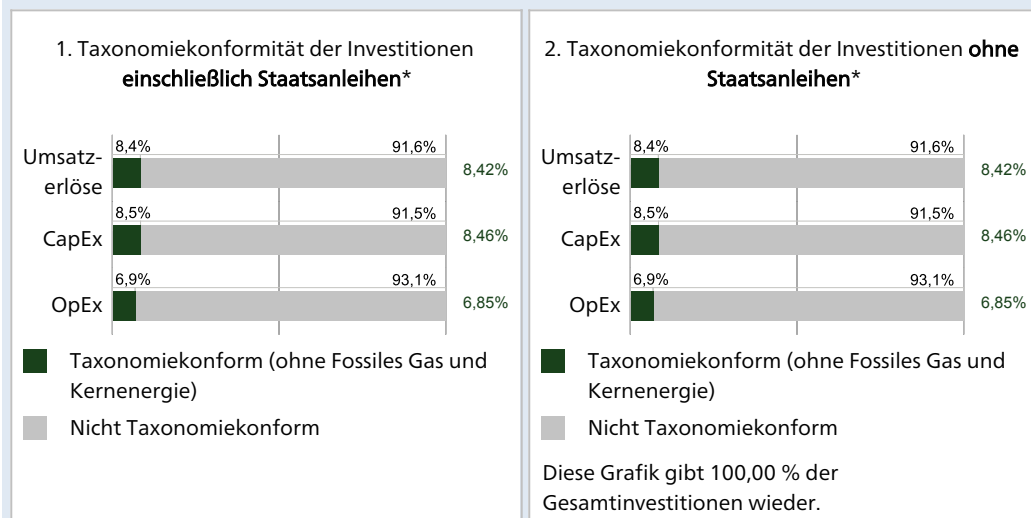 1. Taxonomiekonformität der Investitionen
einschließlich Staatsanleihen*
8,4% 91,6%
Umsatz-
erlöse
8,42%
8,5% 91,5%
CapEx 8,46%
6,9% 93,1%
OpEx 6,85%
Taxonomiekonform (ohne Fossiles Gas und
Kernenergie)
Nicht Taxonomiekonform
2. Taxonomiekonformität der Investitionen ohne
Staatsanleihen*
8,4% 91,6%
Umsatz-
erlöse
8,42%
8,5% 91,5%
CapEx 8,46%
6,9% 93,1%
OpEx 6,85%
Taxonomiekonform (ohne Fossiles Gas und
Kernenergie)
Nicht Taxonomiekonform
Diese Grafik gibt 100,00 % der
Gesamtinvestitionen wieder.